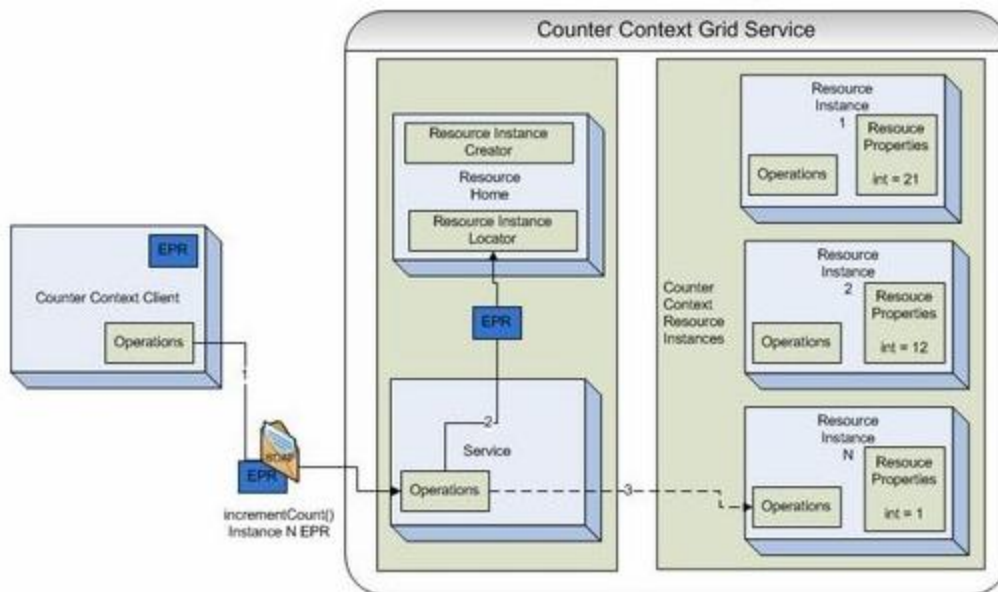 Counter Context Grid Service
Resource Instance
Creator
Resource
Home
Resource Instance
Locator
EPR
Service
2
Operations
3
EPR
Counter Context Client
Operations
1
SOAP
EPR
incrementCount()
Instance N EPR
Counter
Context
Resource
Instances
Resource
Instance
1
Resouce
Properties
int = 21
Operations
Resource
Instance
2
Resouce
Properties
int = 12
Operations
Resource
Instance
N
Resouce
Properties
int = 1
Operations